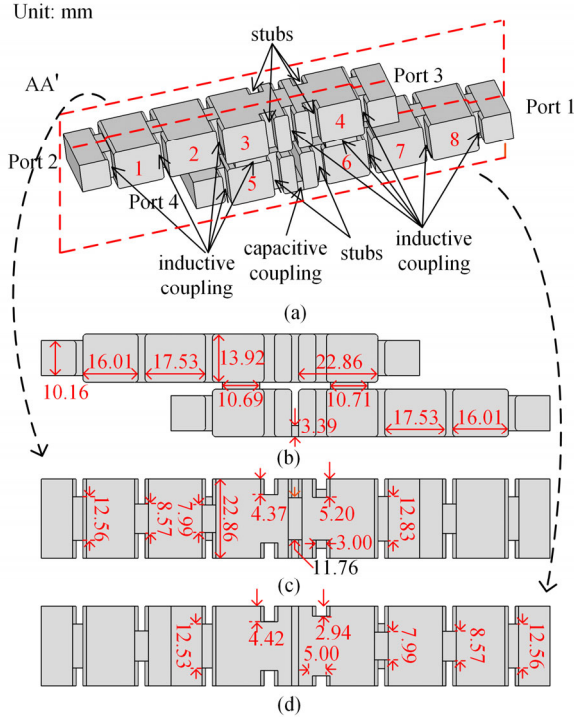 Unit: mm
stubs
AA'
Port 3
Port 1
4
3
8
2
7
Port 2
1
6
5
Port 4
inductive
coupling
capacitive
coupling
stubs
inductive
coupling
(a)
16.01 17.53 13.92 22.86
10.16
10.69 10.71
17.53 16.01
3.39
(b)
12.56 8.57 7.99 22.86 4.37 5.20 12.83
3.00
11.76
(c)
12.53 4.42 2.94 7.99 8.57 12.56
5.00
(d)